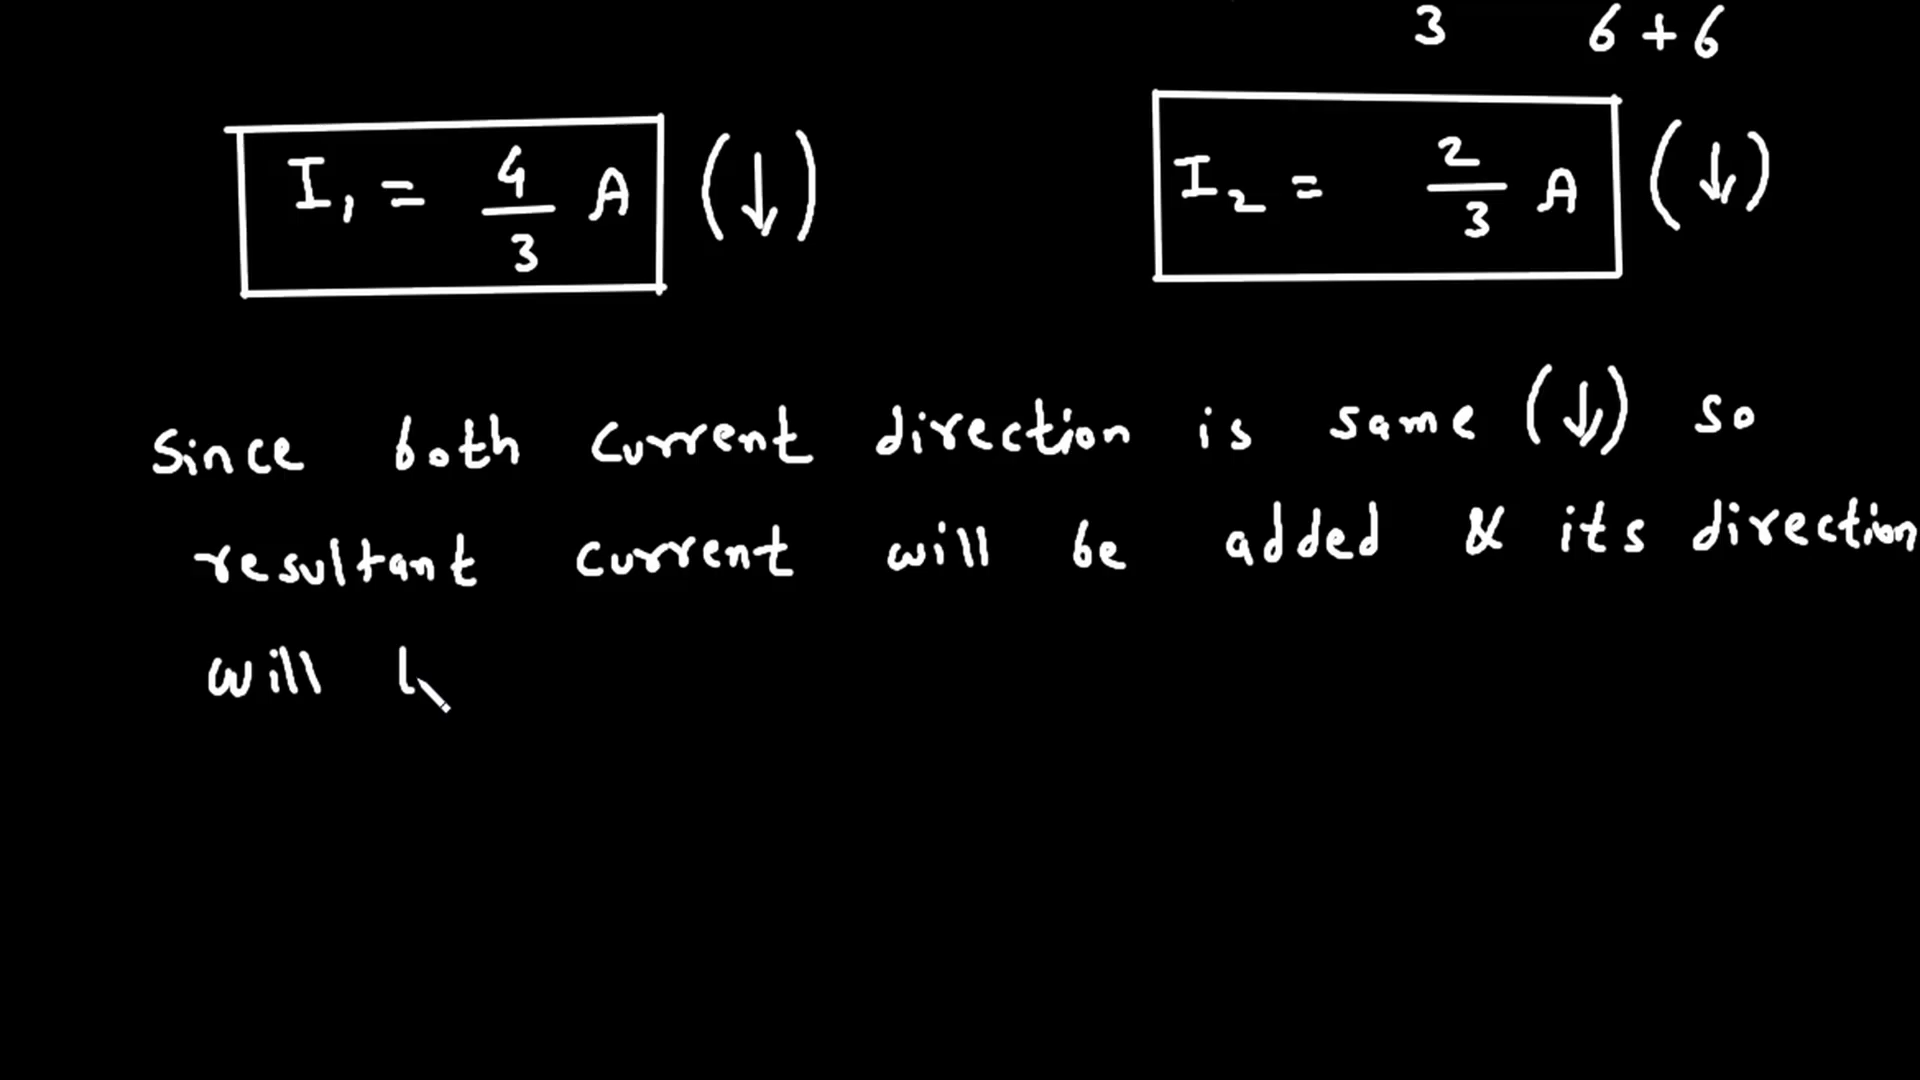 3 6 + 6
I₁ = 4/3 A (↓) I₂ = 2/3 A (↓)
Since both current direction is same (↓) so
resultant current will be added & its direction
will